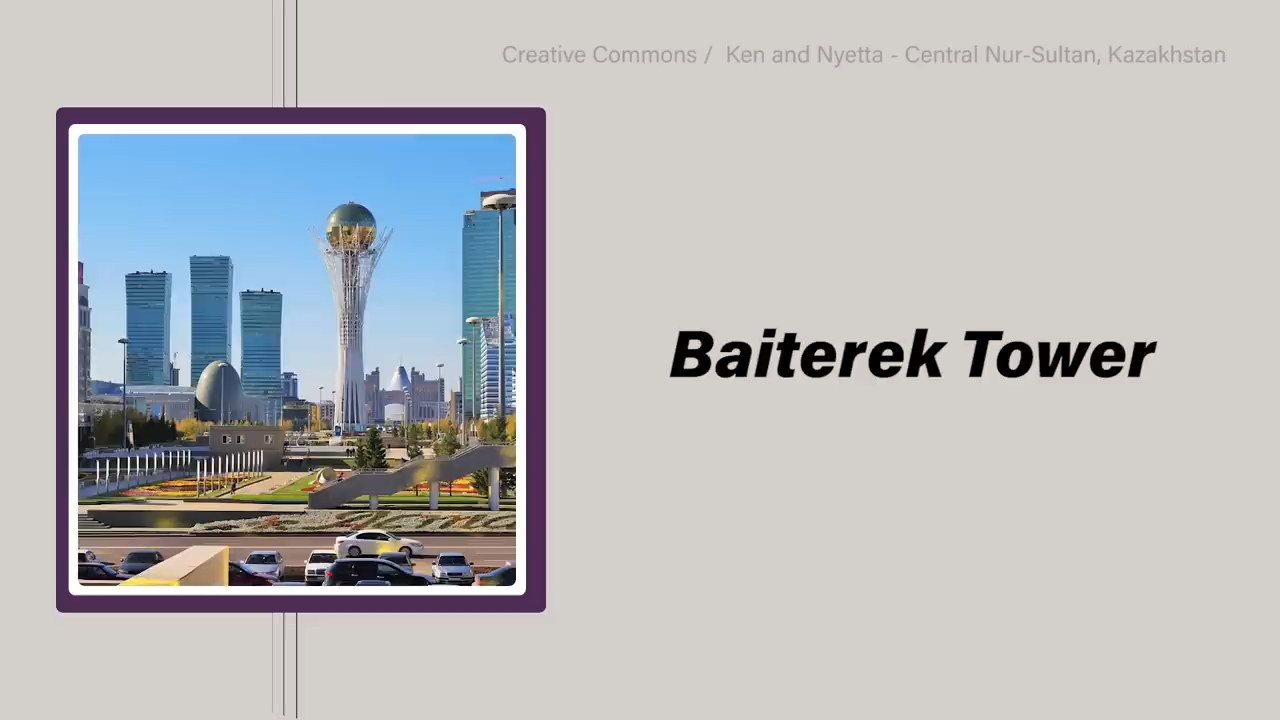 Creative Commons /  Ken and Nyetta - Central Nur-Sultan, Kazakhstan
Baiterek Tower